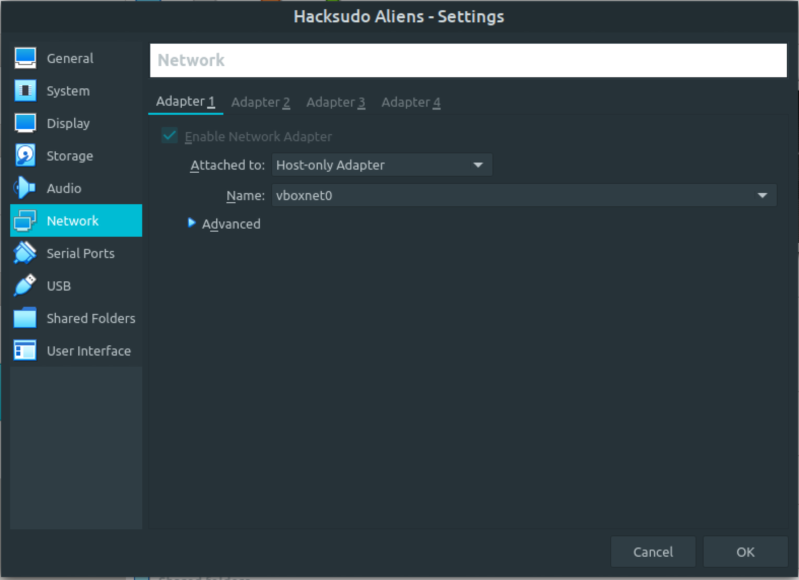 Hacksudo Aliens - Settings
General
System
Display
Storage
Audio
Network
Serial Ports
USB
Shared Folders
User Interface
Network
Adapter 1 Adapter 2 Adapter 3 Adapter 4
Enable Network Adapter
Attached to: Host-only Adapter
Name: vboxnet0
Advanced
Cancel OK